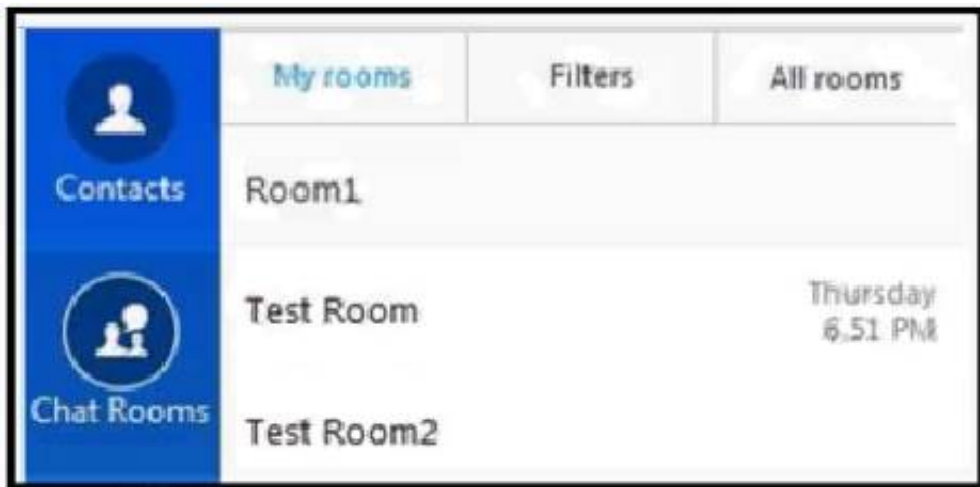 My rooms
Filters
All rooms
Contacts
Room1
Test Room
Thursday
6.51 PM
Chat Rooms
Test Room2